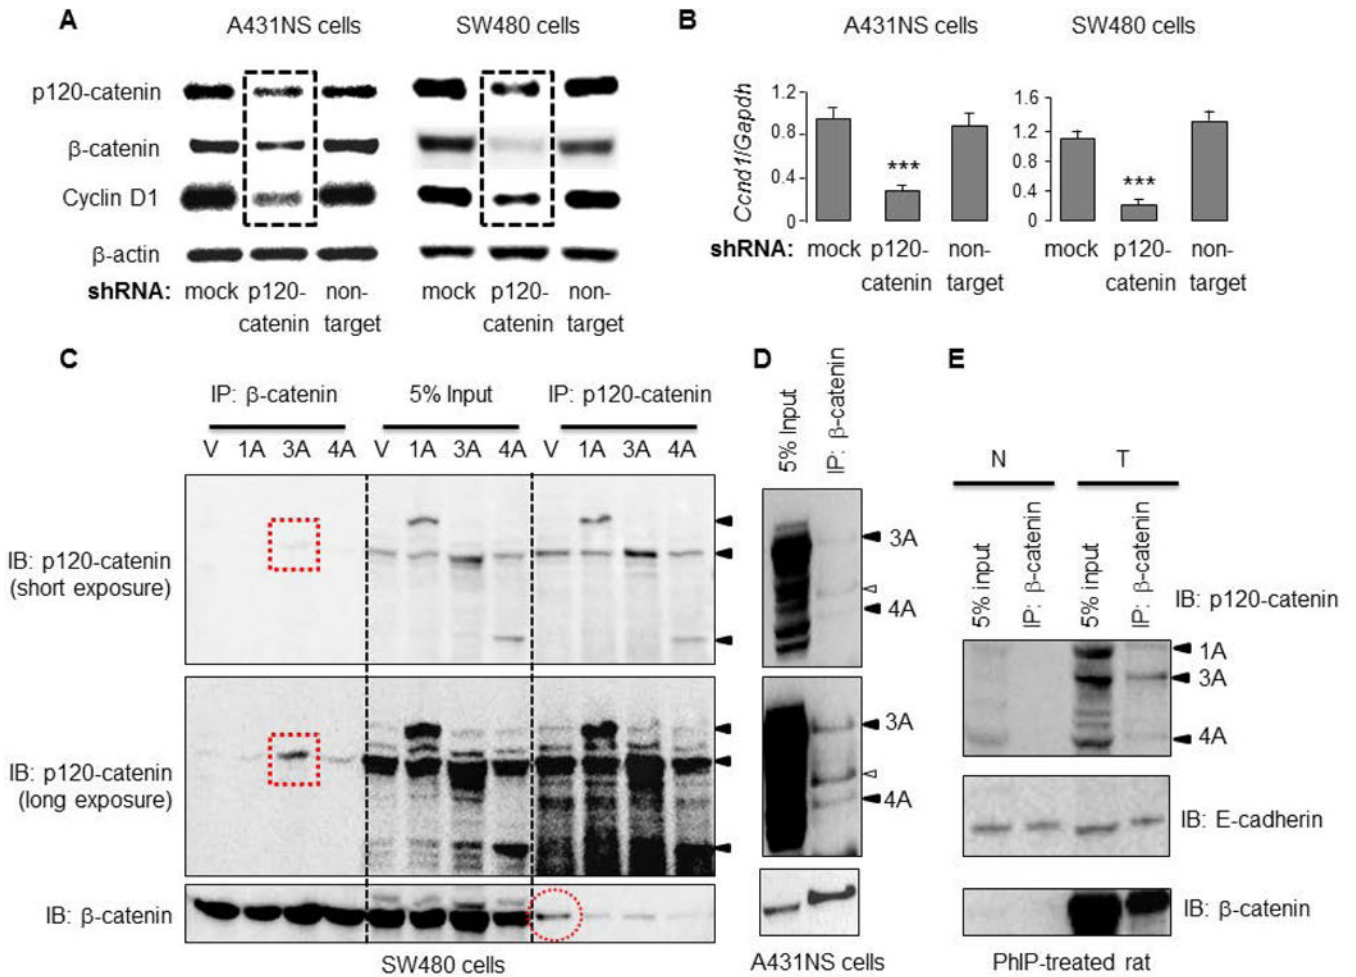 A
A431NS cells
SW480 cells
p120-catenin
β-catenin
Cyclin D1
β-actin
shRNA: mock p120-catenin non-target mock p120-catenin non-target
B
A431NS cells
SW480 cells
Ccnd1/Gapdh
1.2
0.8
0.4
0
***
1.6
1.2
0.8
0.4
0
***
shRNA: mock p120-catenin non-target mock p120-catenin non-target
C
IP: β-catenin
5% Input
IP: p120-catenin
V 1A 3A 4A V 1A 3A 4A V 1A 3A 4A
IB: p120-catenin
(short exposure)
IB: p120-catenin
(long exposure)
IB: β-catenin
SW480 cells
D
5% Input
IP: β-catenin
3A
4A
3A
4A
A431NS cells
E
N
T
5% input
IP: β-catenin
5% input
IP: β-catenin
IB: p120-catenin
1A
3A
4A
IB: E-cadherin
IB: β-catenin
PhIP-treated rat